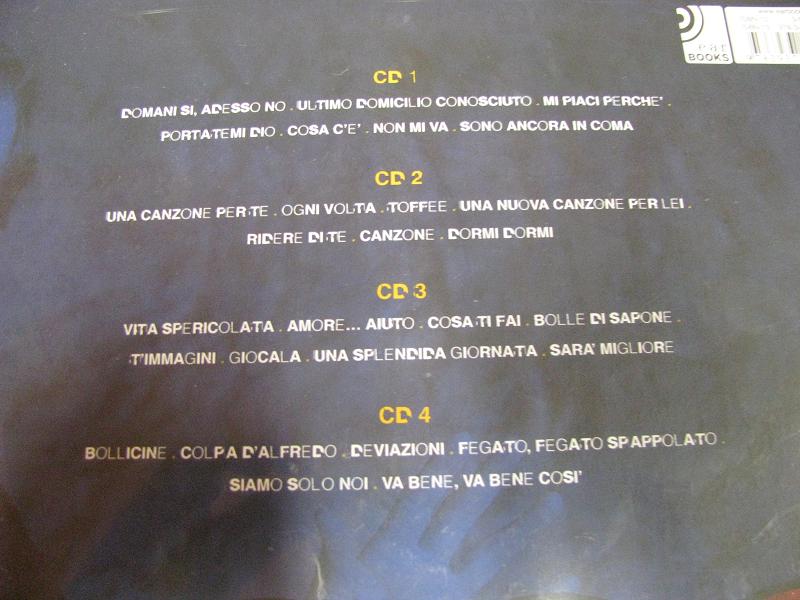 ear
BOOKS
CD 1
DOMANI SI, ADESSO NO . ULTIMO DOMICILIO CONOSCIUTO . MI PIACI PERCHE' .
PORTATEMI DIO . COSA C'E' . NON MI VA . SONO ANCORA IN COMA
CD 2
UNA CANZONE PER TE . OGNI VOLTA . TOFFEE . UNA NUOVA CANZONE PER LEI .
RIDERE DI TE . CANZONE . DORMI DORMI
CD 3
VITA SPERICOLATA . AMORE... AIUTO . COSA TI FAI . BOLLE DI SAPONE .
T'IMMAGINI . GIOCALA . UNA SPLENDIDA GIORNATA . SARA' MIGLIORE
CD 4
BOLLICINE . COLPA D'ALFREDO . DEVIAZIONI . FEGATO, FEGATO SPAPPOLATO .
SIAMO SOLO NOI . VA BENE, VA BENE COSI'